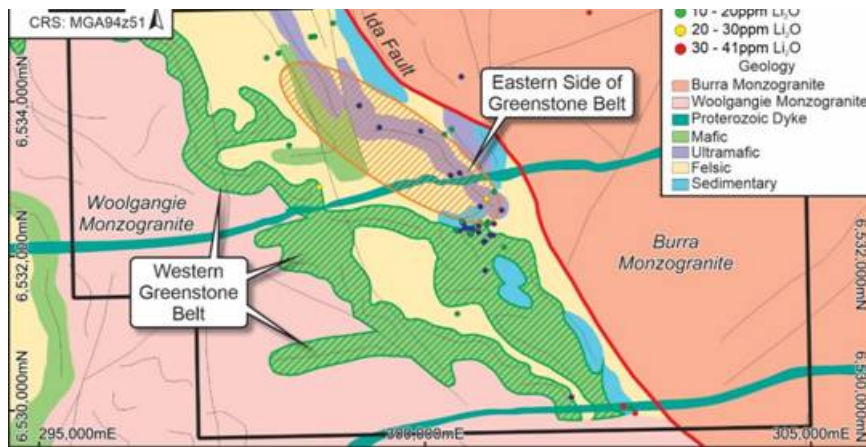 CRS: MGA94z51
10 - 20ppm Li₂O
20 - 30ppm Li₂O
30 - 41ppm Li₂O
Geology
Burra Monzogranite
Woolgangie Monzogranite
Proterozoic Dyke
Mafic
Ultramafic
Felsic
Sedimentary
Ida Fault
Eastern Side of
Greenstone Belt
6,534,000mN
Woolgangie
Monzogranite
6,532,000mN
6,532,000mN
Burra
Monzogranite
Western
Greenstone
Belt
6,530,000mN
6,530,000mN
295,000mE
300,000mE
305,000mE